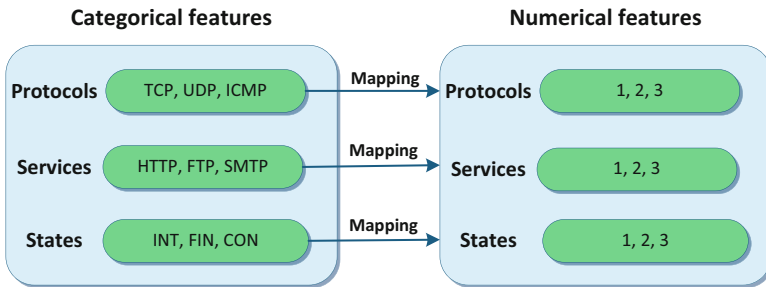 Categorical features
Numerical features
Protocols
TCP, UDP, ICMP
Mapping
Protocols
1, 2, 3
Services
HTTP, FTP, SMTP
Mapping
Services
1, 2, 3
States
INT, FIN, CON
Mapping
States
1, 2, 3